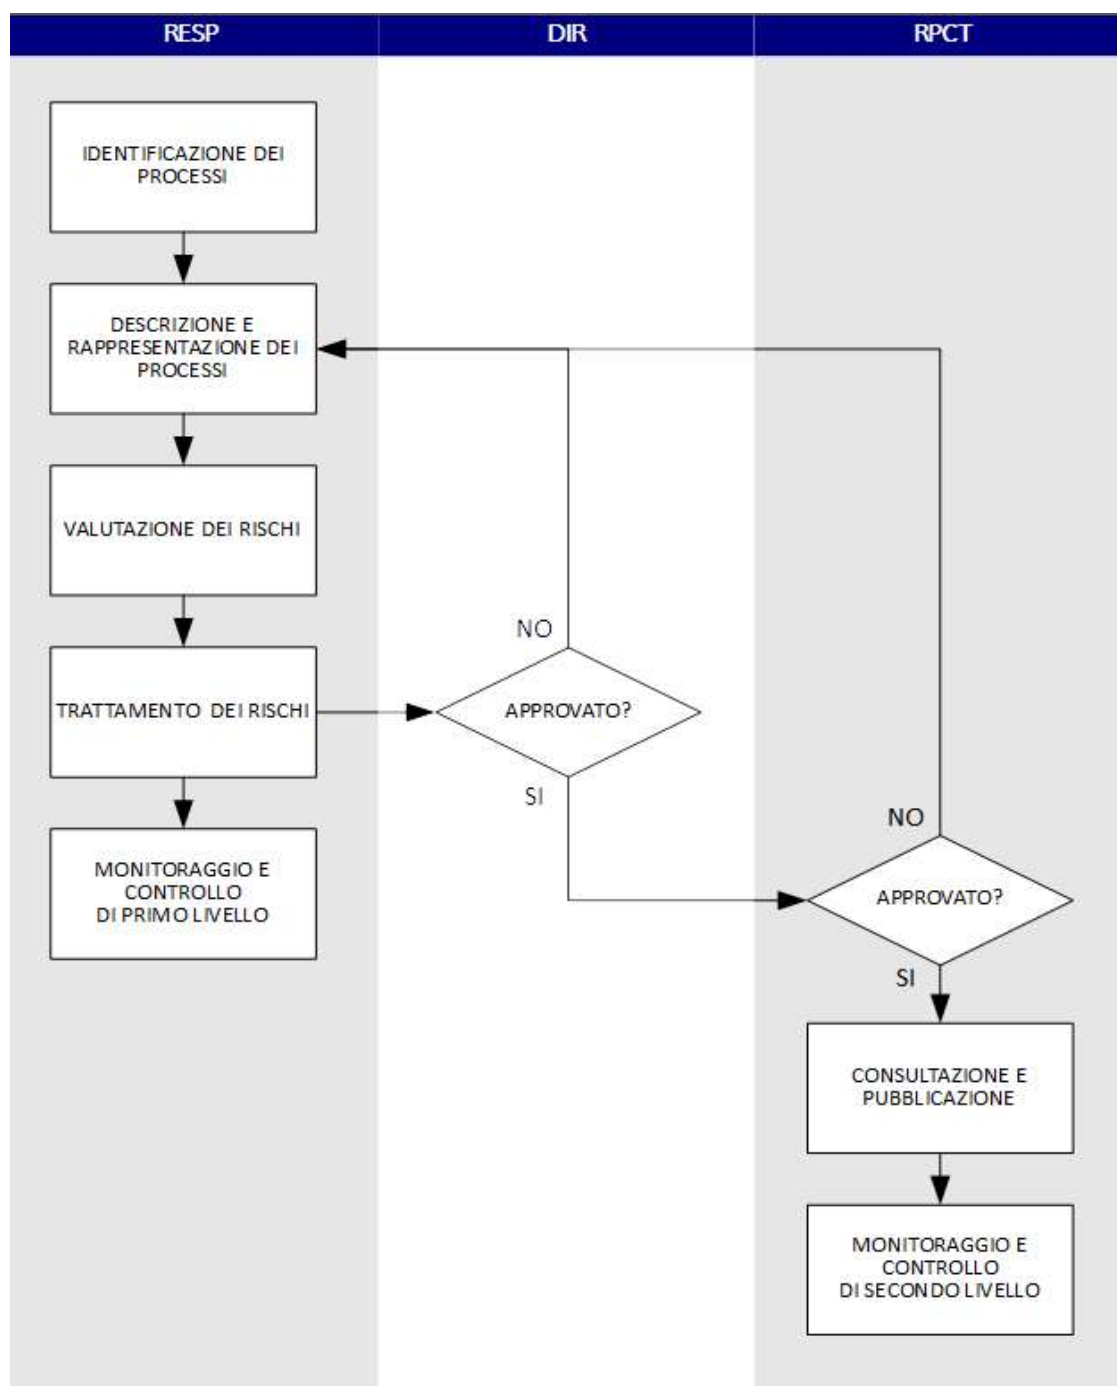 RESP
DIR
RPCT
IDENTIFICAZIONE DEI
PROCESSI
DESCRIZIONE E
RAPPRESENTAZIONE DEI
PROCESSI
VALUTAZIONE DEI RISCHI
NO
TRATTAMENTO DEI RISCHI
APPROVATO?
SI
NO
MONITORAGGIO E
CONTROLLO
DI PRIMO LIVELLO
APPROVATO?
SI
CONSULTAZIONE E
PUBBLICAZIONE
MONITORAGGIO E
CONTROLLO
DI SECONDO LIVELLO